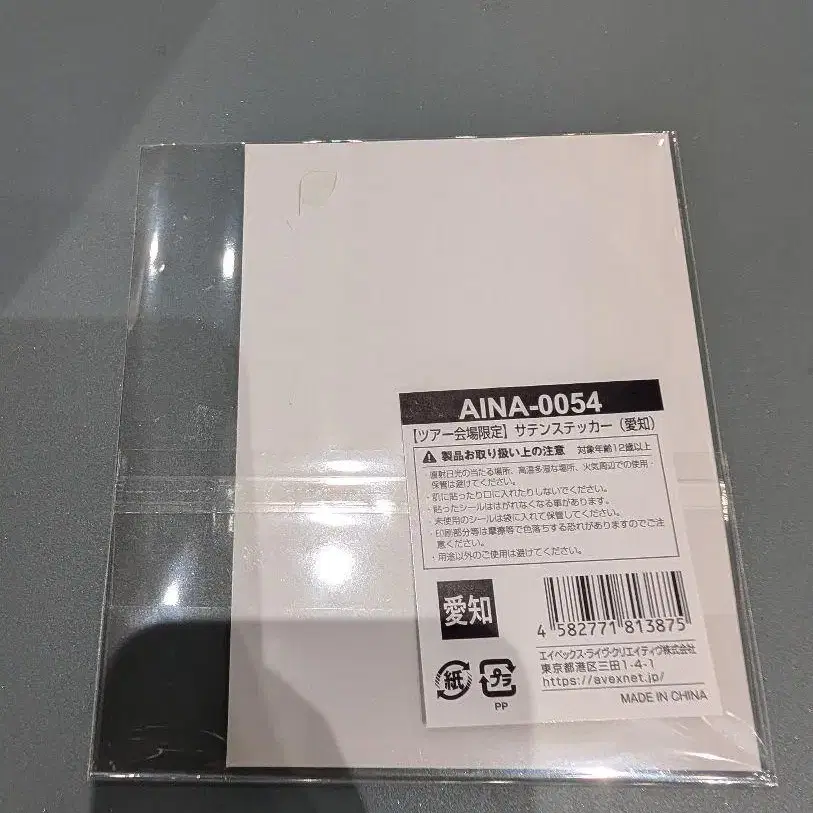 AINA-0054
【ツアー会場限定】サテンステッカー（愛知）
製品お取り扱い上の注意 対象年齢12歳以上
・直射日光の当たる場所、高温多湿な場所、火気周辺での使用・
保管は避けてください。
・肌に貼ったり口に入れたりしないでください。
・貼ったシールははがれなくなる事があります。
未使用のシールは袋に入れて保管してください。
・印刷部分等は摩擦等で色落ちする恐れがありますのでご注
意ください。
・用途以外のご使用は避けてください。
愛知
4 582771 813875
エイベックス・ライヴ・クリエイティヴ株式会社
東京都港区三田1-4-1
https://avexnet.jp/
紙 プラ
PP
MADE IN CHINA